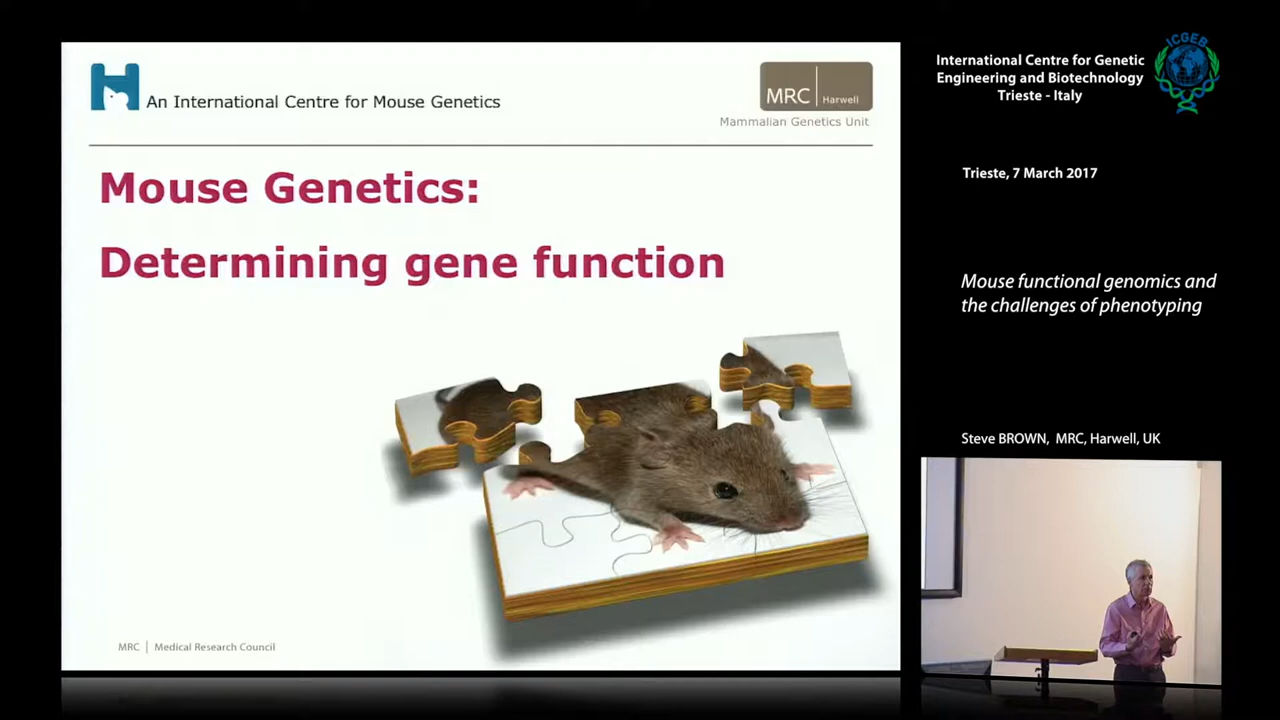 An International Centre for Mouse Genetics
MRC | Harwell
Mammalian Genetics Unit
Mouse Genetics:
Determining gene function
MRC | Medical Research Council
International Centre for Genetic
Engineering and Biotechnology
Trieste - Italy
ICGEB
Trieste, 7 March 2017
Mouse functional genomics and
the challenges of phenotyping
Steve BROWN, MRC, Harwell, UK